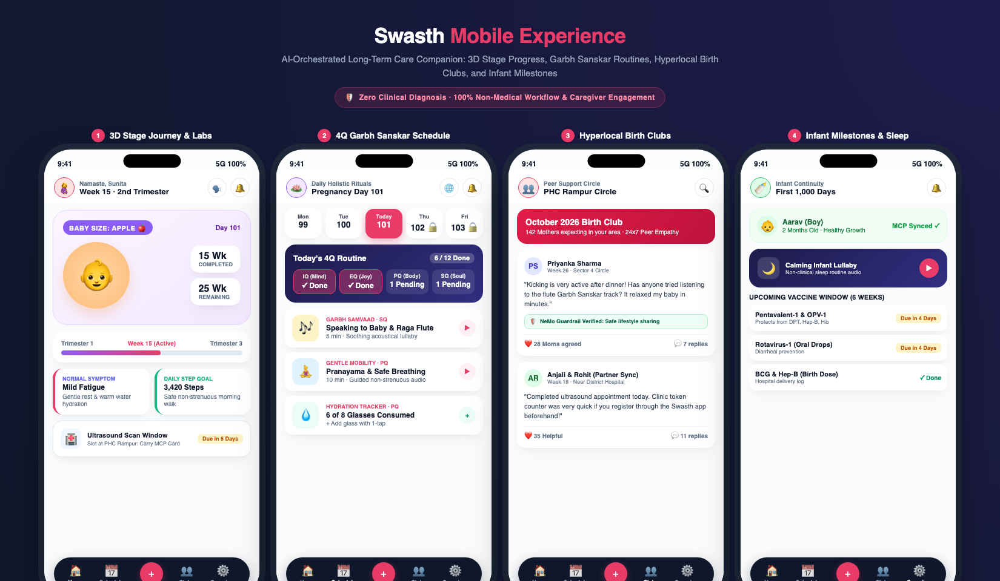 Swasth Mobile Experience
AI-Orchestrated Long-Term Care Companion: 3D Stage Progress, Garbh Sanskar Routines, Hyperlocal Birth
Clubs, and Infant Milestones
Zero Clinical Diagnosis · 100% Non-Medical Workflow & Caregiver Engagement
1 3D Stage Journey & Labs
9:41 5G 100%
Namaste, Sunita
Week 15 · 2nd Trimester
BABY SIZE: APPLE
Day 101
15 Wk
COMPLETED
25 Wk
REMAINING
Trimester 1 Week 15 (Active) Trimester 3
NORMAL SYMPTOM
Mild Fatigue
Gentle rest & warm water
hydration
DAILY STEP GOAL
3,420 Steps
Safe non-strenuous morning
walk
Ultrasound Scan Window
Slot at PHC Rampur: Carry MCP Card
Due in 5 Days
17
+
2 4Q Garbh Sanskar Schedule
9:41 5G 100%
Daily Holistic Rituals
Pregnancy Day 101
Mon
99
Tue
100
Today
101
Thu
102
Fri
103
Today's 4Q Routine
6 / 12 Done
IQ (Mind)
✓ Done
EQ (Joy)
✓ Done
PQ (Body)
1 Pending
SQ (Soul)
1 Pending
GARBH SAMVAAD · SQ
Speaking to Baby & Raga Flute
5 min · Soothing acoustical lullaby
GENTLE MOBILITY · PQ
Pranayama & Safe Breathing
10 min · Guided non-strenuous audio
HYDRATION TRACKER · PQ
6 of 8 Glasses Consumed
+ Add glass with 1-tap
+
17
+
3 Hyperlocal Birth Clubs
9:41 5G 100%
Peer Support Circle
PHC Rampur Circle
October 2026 Birth Club
142 Mothers expecting in your area · 24x7 Peer Empathy
PS
Priyanka Sharma
Week 26 · Sector 4 Circle
"Kicking is very active after dinner! Has anyone tried listening
to the flute Garbh Sanskar track? It relaxed my baby in
minutes."
NeMo Guardrail Verified: Safe lifestyle sharing
28 Moms agreed
7 replies
AR
Anjali & Rohit (Partner Sync)
Week 18 · Near District Hospital
"Completed ultrasound appointment today. Clinic token
counter was very quick if you register through the Swasth app
beforehand!"
35 Helpful
11 replies
17
+
4 Infant Milestones & Sleep
9:41 5G 100%
Infant Continuity
First 1,000 Days
Aarav (Boy)
2 Months Old · Healthy Growth
MCP Synced ✓
Calming Infant Lullaby
Non-clinical sleep routine audio
UPCOMING VACCINE WINDOW (6 WEEKS)
Pentavalent-1 & OPV-1
Protects from DPT, Hep-B, Hib
Due in 4 Days
Rotavirus-1 (Oral Drops)
Diarrheal prevention
Due in 4 Days
BCG & Hep-B (Birth Dose)
Hospital delivery log
✓ Done
17
+